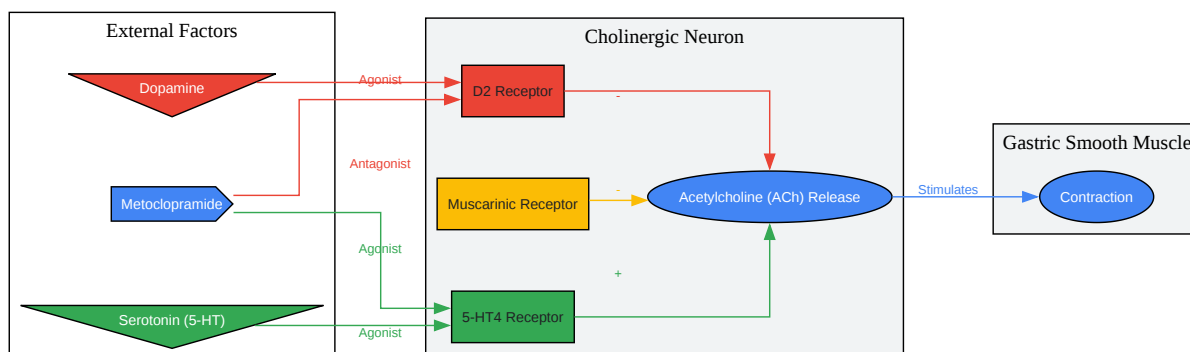 External Factors
Cholinergic Neuron
Dopamine
Agonist
D2 Receptor
-
Gastric Smooth Muscle
Antagonist
Metoclopramide
Muscarinic Receptor
-
Acetylcholine (ACh) Release
Stimulates
Contraction
Agonist
+
Serotonin (5-HT)
Agonist
5-HT4 Receptor